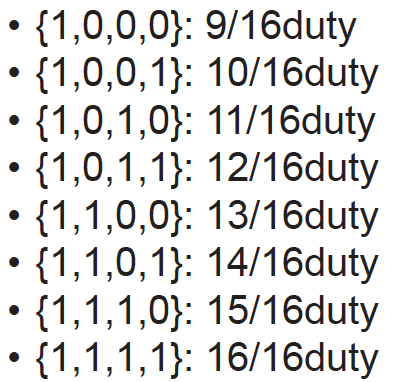 • {1,0,0,0}: 9/16duty
• {1,0,0,1}: 10/16duty
• {1,0,1,0}: 11/16duty
• {1,0,1,1}: 12/16duty
• {1,1,0,0}: 13/16duty
• {1,1,0,1}: 14/16duty
• {1,1,1,0}: 15/16duty
• {1,1,1,1}: 16/16duty